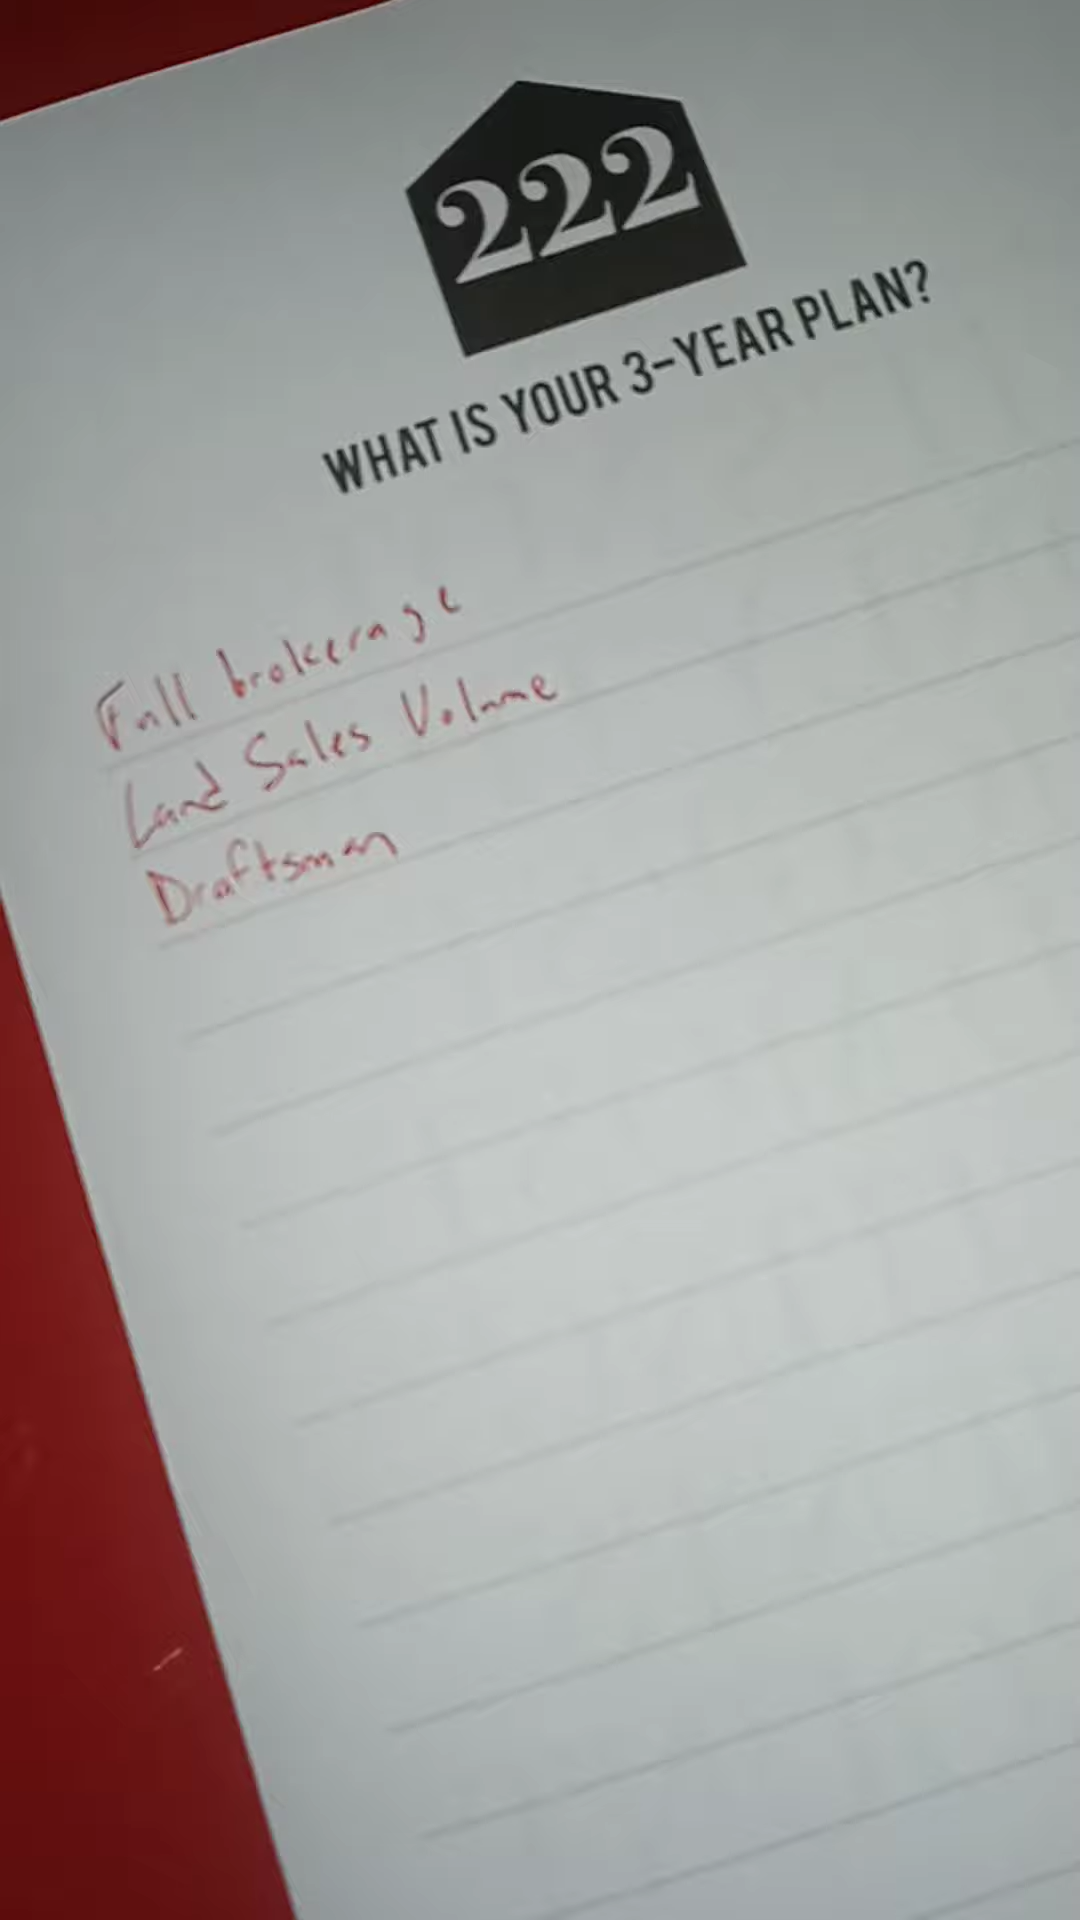 222
WHAT IS YOUR 3-YEAR PLAN?
Full brokerage
Land Sales Volume
Draftsman